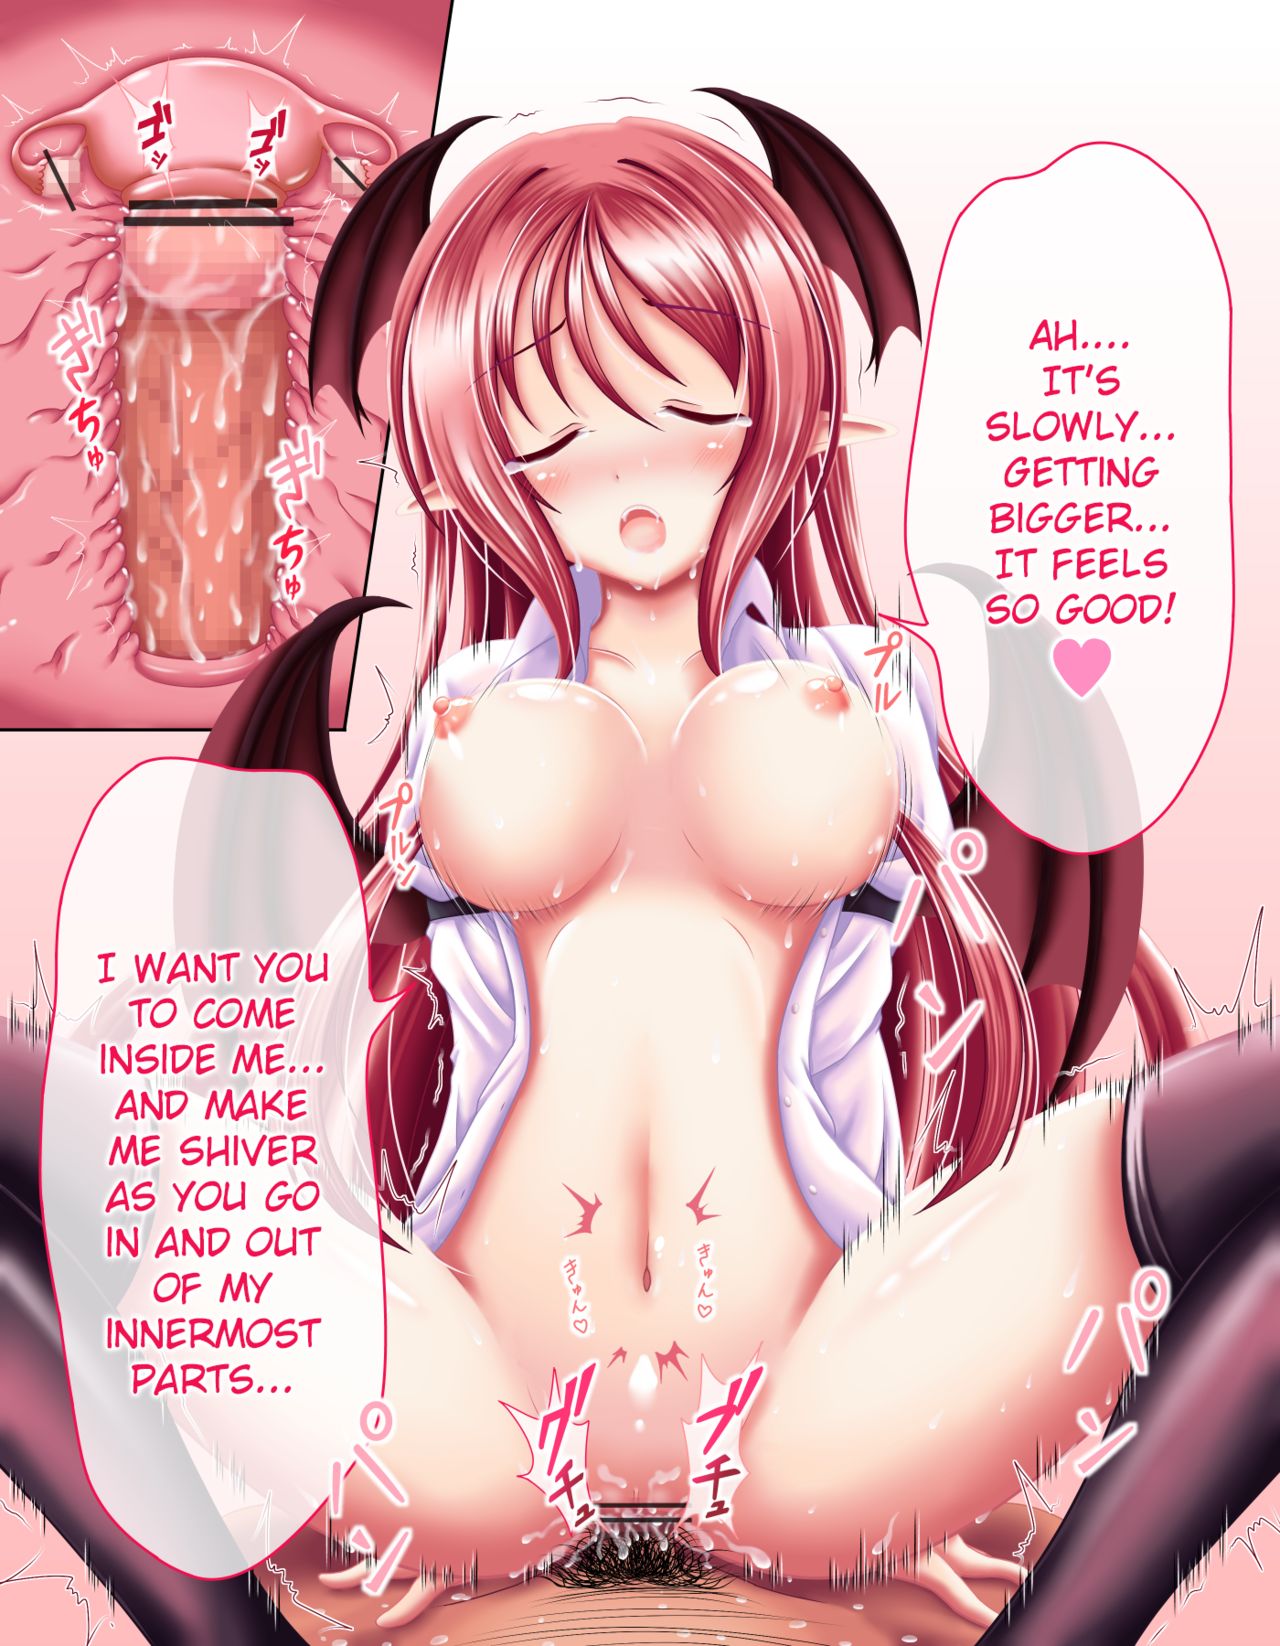 AH....
IT'S
SLOWLY...
GETTING
BIGGER...
IT FEELS
SO GOOD!
I WANT YOU
TO COME
INSIDE ME...
AND MAKE
ME SHIVER
AS YOU GO
IN AND OUT
OF MY
INNERMOST
PARTS...
ズゴッ
ズゴッ
ぎちゅ
ぎちゅ
プルン
プルン
パン
きゅん♡
きゅん♡
パン
パン
グチュ
ブチュ